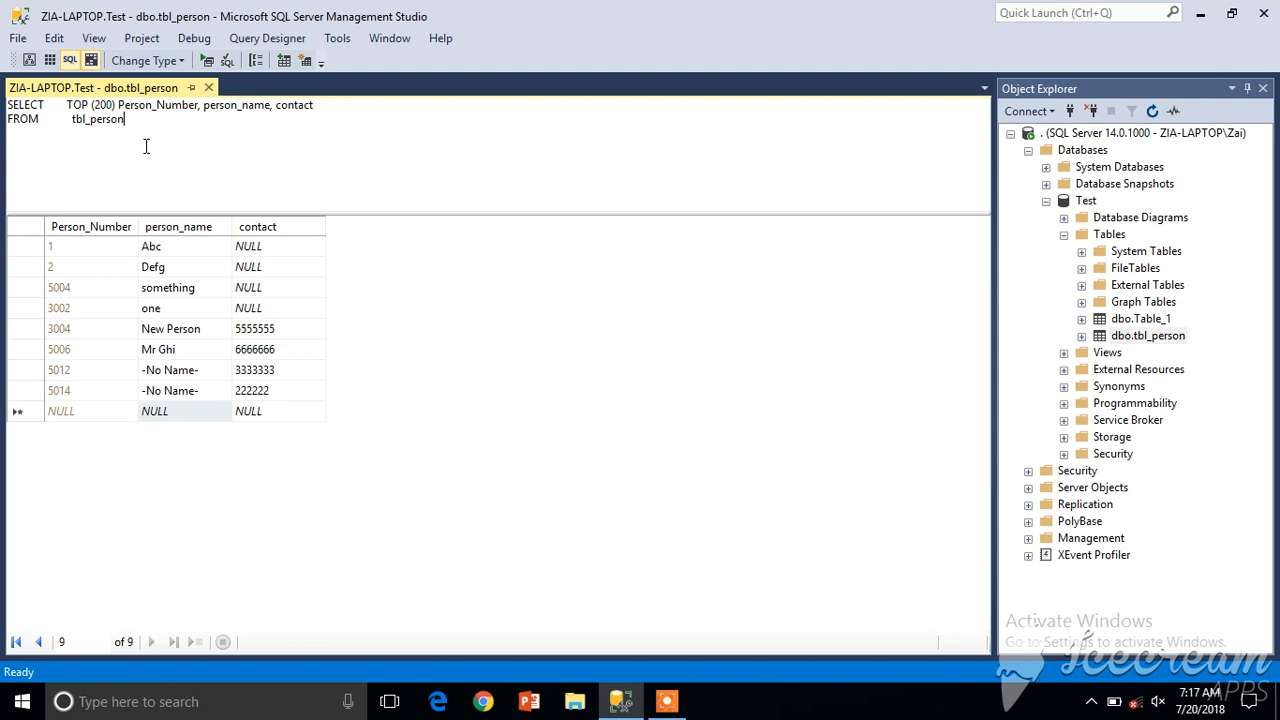 ZIA-LAPTOP.Test - dbo.tbl_person - Microsoft SQL Server Management Studio
Quick Launch (Ctrl+Q)
File Edit View Project Debug Query Designer Tools Window Help
SQL Change Type
ZIA-LAPTOP.Test - dbo.tbl_person
SELECT TOP (200) Person_Number, person_name, contact
FROM tbl_person
Person_Number person_name contact
1 Abc NULL
2 Defg NULL
5004 something NULL
3002 one NULL
3004 New Person 5555555
5006 Mr Ghi 6666666
5012 -No Name- 3333333
5014 -No Name- 222222
NULL NULL NULL
9 of 9
Object Explorer
Connect
. (SQL Server 14.0.1000 - ZIA-LAPTOP\Zai)
Databases
System Databases
Database Snapshots
Test
Database Diagrams
Tables
System Tables
FileTables
External Tables
Graph Tables
dbo.Table_1
dbo.tbl_person
Views
External Resources
Synonyms
Programmability
Service Broker
Storage
Security
Security
Server Objects
Replication
PolyBase
Management
XEvent Profiler
Activate Windows
Go to Settings to activate Windows.
Icecream
APPS
Ready
Type here to search
7:17 AM
7/20/2018